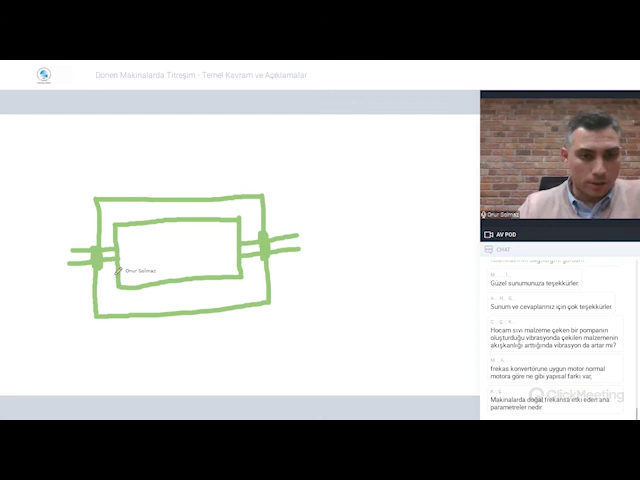 Dönen Makinalarda Titreşim - Temel Kavram ve Açıklamalar
Onur Solmaz
Onur Solmaz
AV POD
CHAT
M... İ...
Güzel sunumunuza teşekkürler.
A... H... G...
Sunum ve cevaplarınız için çok teşekkürler.
Hocam sıvı malzeme çeken bir pompanın
oluşturduğu vibrasyonda çekilen malzemenin
akışkanlığı arttığında vibrasyon da artar mı?
M... A...
frekas konvertörune uygun motor normal
motora göre ne gibi yapısal farkı var,
ClickMeeting
Makinalarda doğal frekansa etki eden ana
parametreler nedir.